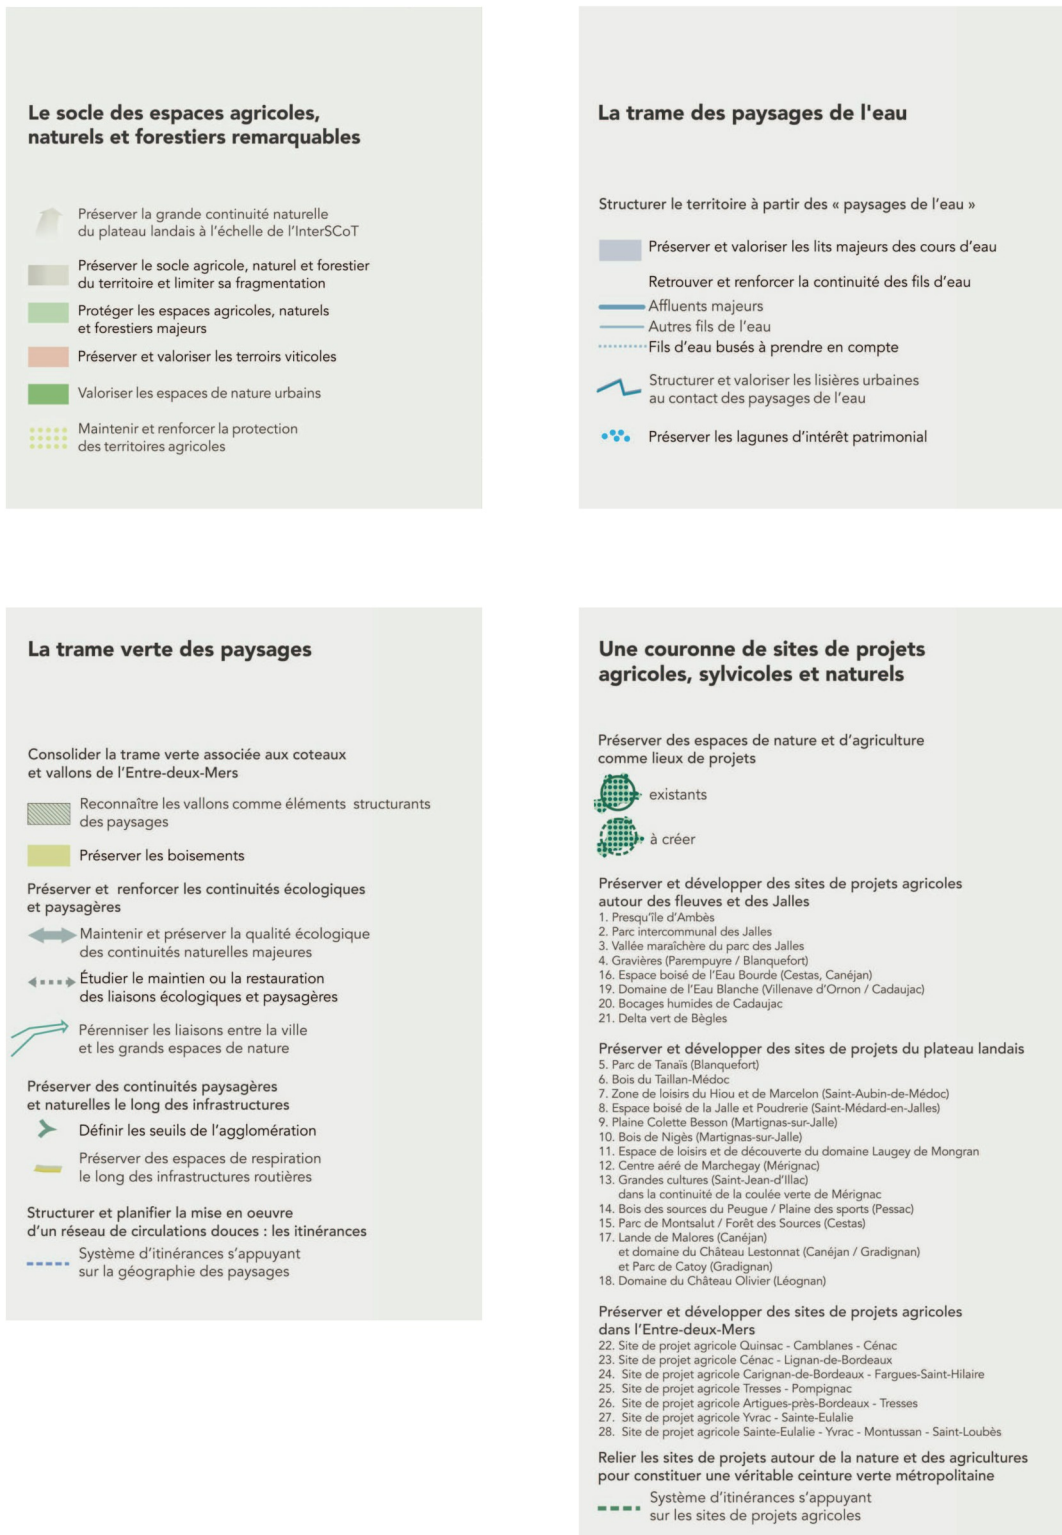 Le socle des espaces agricoles,
naturels et forestiers remarquables
Préserver la grande continuité naturelle
du plateau landais à l'échelle de l'InterSCoT
Préserver le socle agricole, naturel et forestier
du territoire et limiter sa fragmentation
Protéger les espaces agricoles, naturels
et forestiers majeurs
Préserver et valoriser les terroirs viticoles
Valoriser les espaces de nature urbains
Maintenir et renforcer la protection
des territoires agricoles
La trame des paysages de l'eau
Structurer le territoire à partir des « paysages de l'eau »
Préserver et valoriser les lits majeurs des cours d'eau
Retrouver et renforcer la continuité des fils d'eau
Affluents majeurs
Autres fils de l'eau
Fils d'eau busés à prendre en compte
Structurer et valoriser les lisières urbaines
au contact des paysages de l'eau
Préserver les lagunes d'intérêt patrimonial
La trame verte des paysages
Consolider la trame verte associée aux coteaux
et vallons de l'Entre-deux-Mers
Reconnaître les vallons comme éléments structurants
des paysages
Préserver les boisements
Préserver et renforcer les continuités écologiques
et paysagères
Maintenir et préserver la qualité écologique
des continuités naturelles majeures
Étudier le maintien ou la restauration
des liaisons écologiques et paysagères
Pérenniser les liaisons entre la ville
et les grands espaces de nature
Préserver des continuités paysagères
et naturelles le long des infrastructures
Définir les seuils de l'agglomération
Préserver des espaces de respiration
le long des infrastructures routières
Structurer et planifier la mise en oeuvre
d'un réseau de circulations douces : les itinérances
Système d'itinérances s'appuyant
sur la géographie des paysages
Une couronne de sites de projets
agricoles, sylvicoles et naturels
Préserver des espaces de nature et d'agriculture
comme lieux de projets
existants
à créer
Préserver et développer des sites de projets agricoles
autour des fleuves et des Jalles
1. Presqu'île d'Ambès
2. Parc intercommunal des Jalles
3. Vallée maraîchère du parc des Jalles
4. Gravières (Parempuyre / Blanquefort)
16. Espace boisé de l'Eau Bourde (Cestas, Canéjan)
19. Domaine de l'Eau Blanche (Villenave d'Ornon / Cadaujac)
20. Bocages humides de Cadaujac
21. Delta vert de Bègles
Préserver et développer des sites de projets du plateau landais
5. Parc de Tanaïs (Blanquefort)
6. Bois du Taillan-Médoc
7. Zone de loisirs du Hiou et de Marcelon (Saint-Aubin-de-Médoc)
8. Espace boisé de la Jalle et Poudrerie (Saint-Médard-en-Jalles)
9. Plaine Colette Besson (Martignas-sur-Jalle)
10. Bois de Nigès (Martignas-sur-Jalle)
11. Espace de loisirs et de découverte du domaine Laugey de Mongran
12. Centre aéré de Marchegay (Mérignac)
13. Grandes cultures (Saint-Jean-d'Illac)
dans la continuité de la coulée verte de Mérignac
14. Bois des sources du Peugue / Plaine des sports (Pessac)
15. Parc de Montsalut / Forêt des Sources (Cestas)
17. Lande de Malores (Canéjan)
et domaine du Château Lestonnat (Canéjan / Gradignan)
et Parc de Catoy (Gradignan)
18. Domaine du Château Olivier (Léognan)
Préserver et développer des sites de projets agricoles
dans l'Entre-deux-Mers
22. Site de projet agricole Quinsac - Camblanes - Cénac
23. Site de projet agricole Cénac - Lignan-de-Bordeaux
24. Site de projet agricole Carignan-de-Bordeaux - Fargues-Saint-Hilaire
25. Site de projet agricole Tresses - Pompignac
26. Site de projet agricole Artigues-près-Bordeaux - Tresses
27. Site de projet agricole Yvrac - Sainte-Eulalie
28. Site de projet agricole Sainte-Eulalie - Yvrac - Montussan - Saint-Loubès
Relier les sites de projets autour de la nature et des agricultures
pour constituer une véritable ceinture verte métropolitaine
Système d'itinérances s'appuyant
sur les sites de projets agricoles